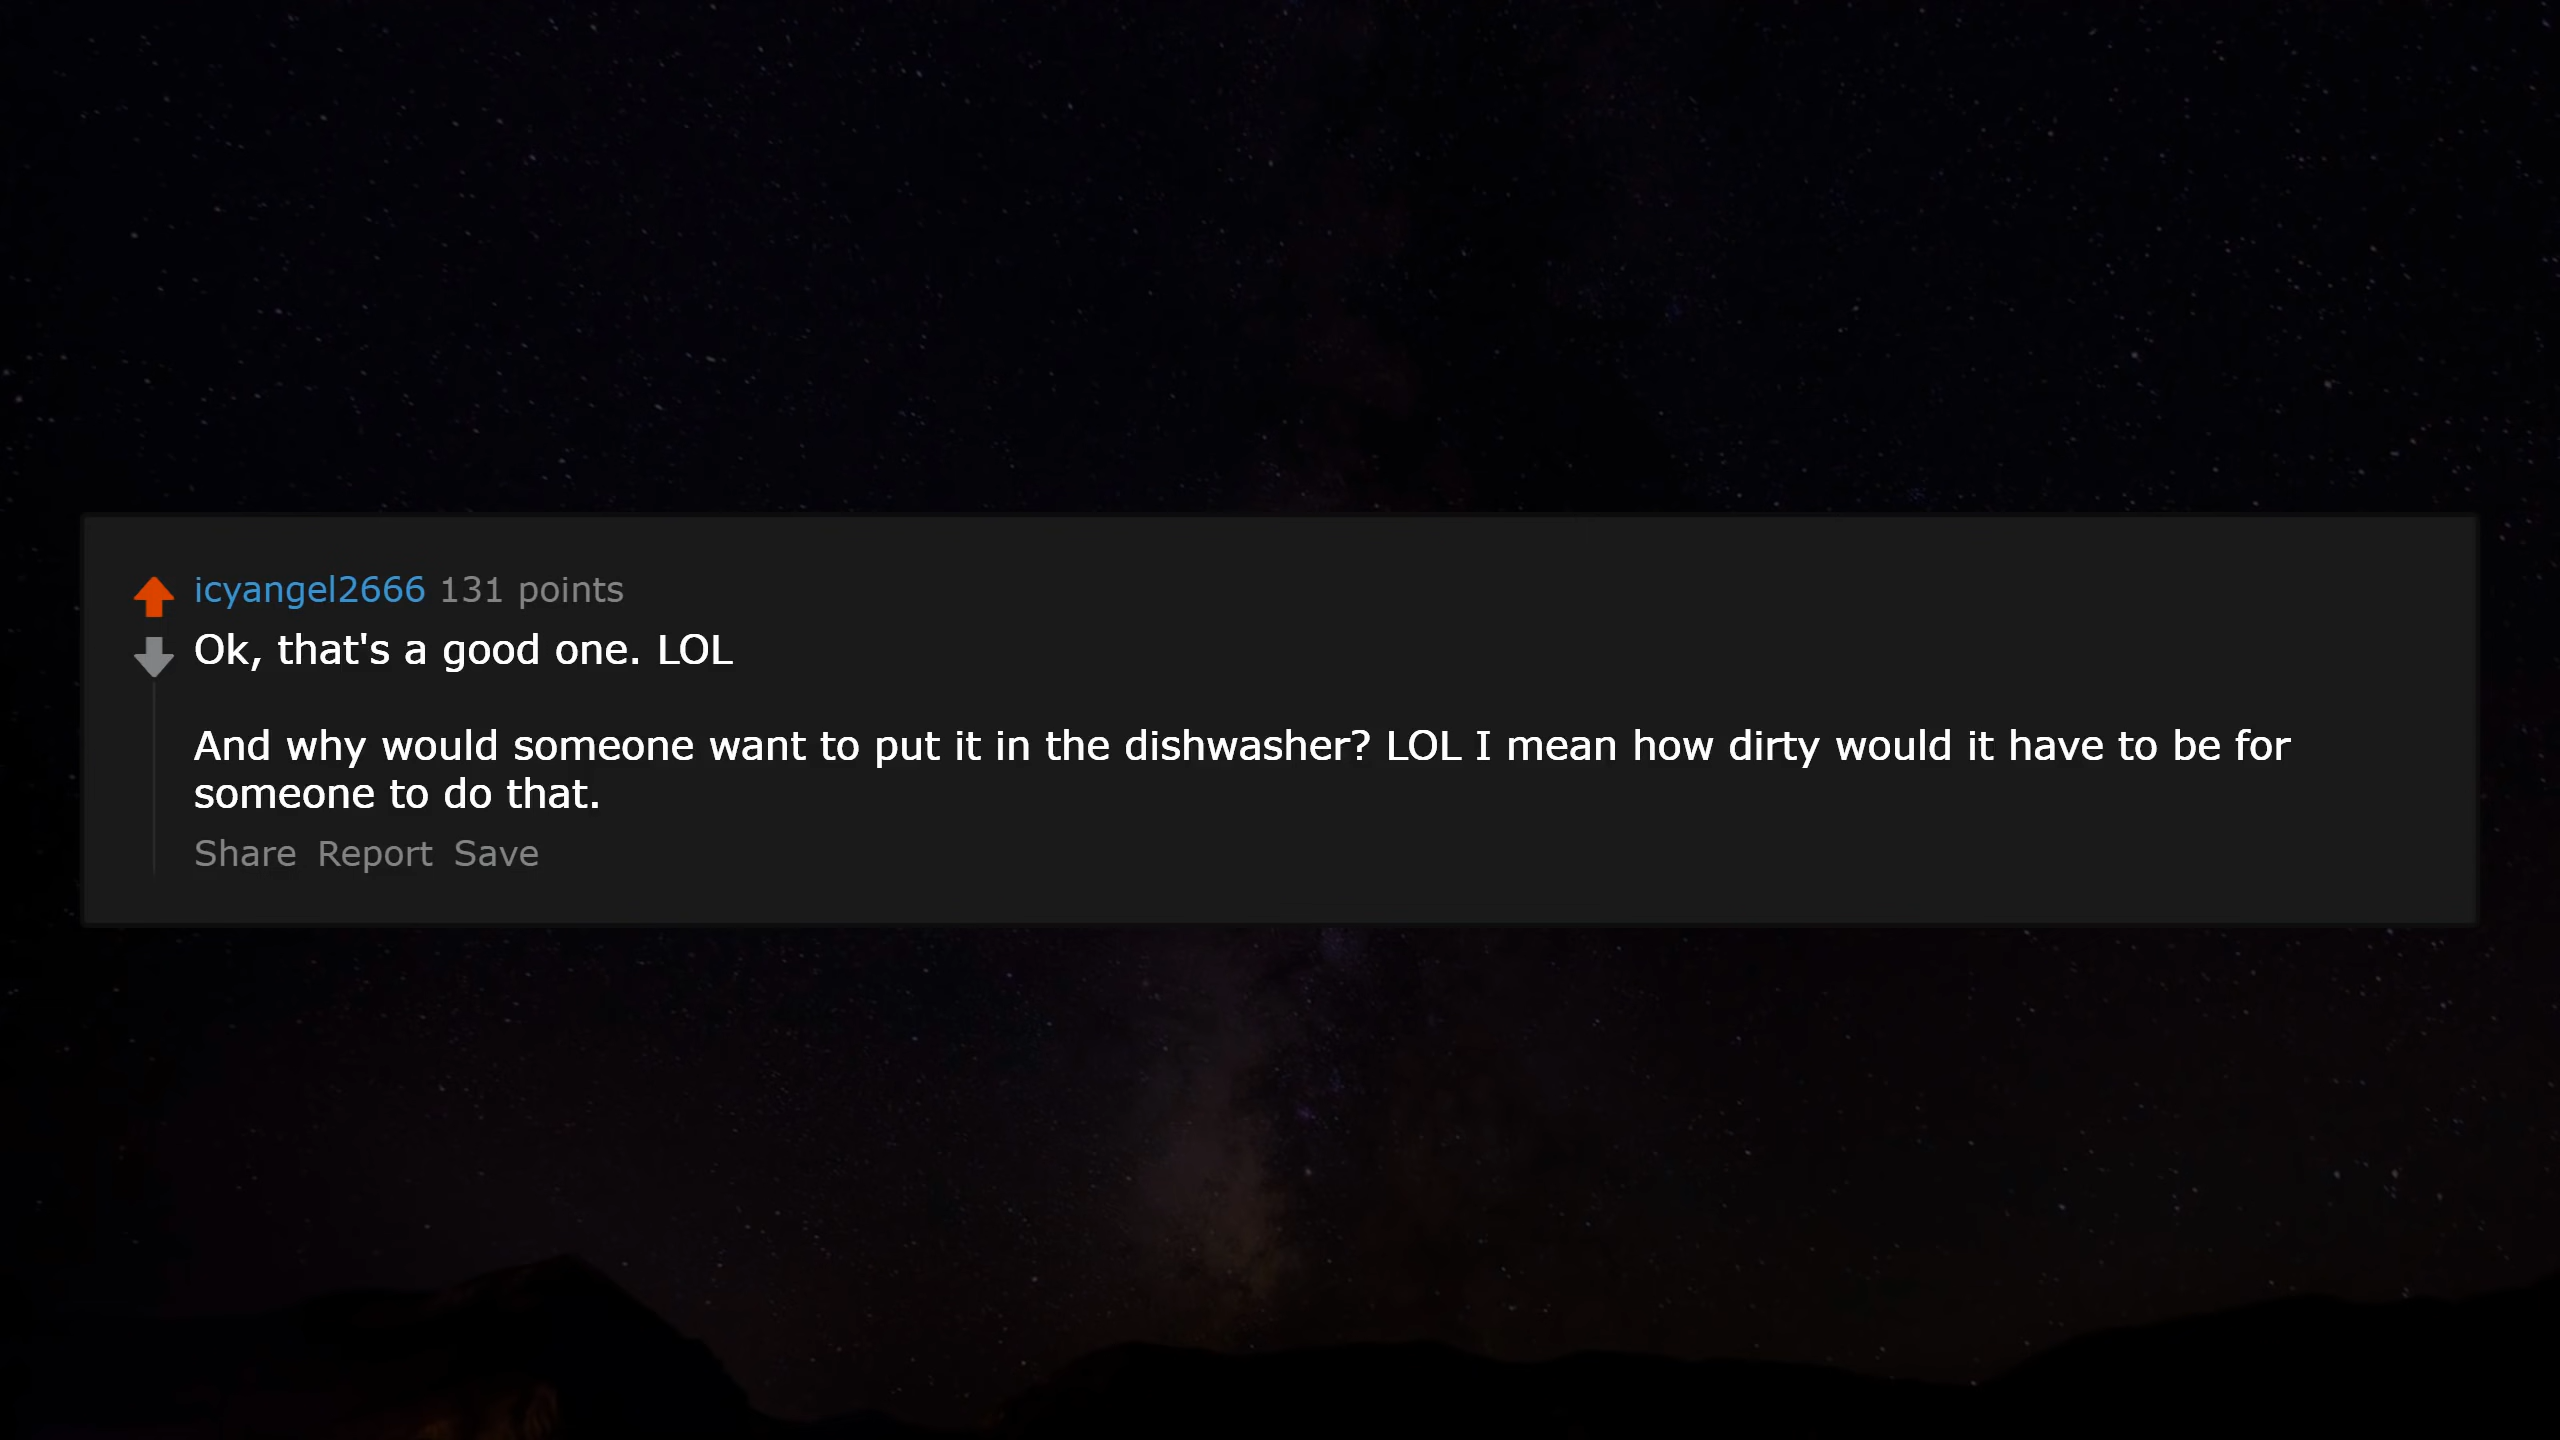 icyangel2666 131 points
Ok, that's a good one. LOL
And why would someone want to put it in the dishwasher? LOL I mean how dirty would it have to be for
someone to do that.
Share Report Save